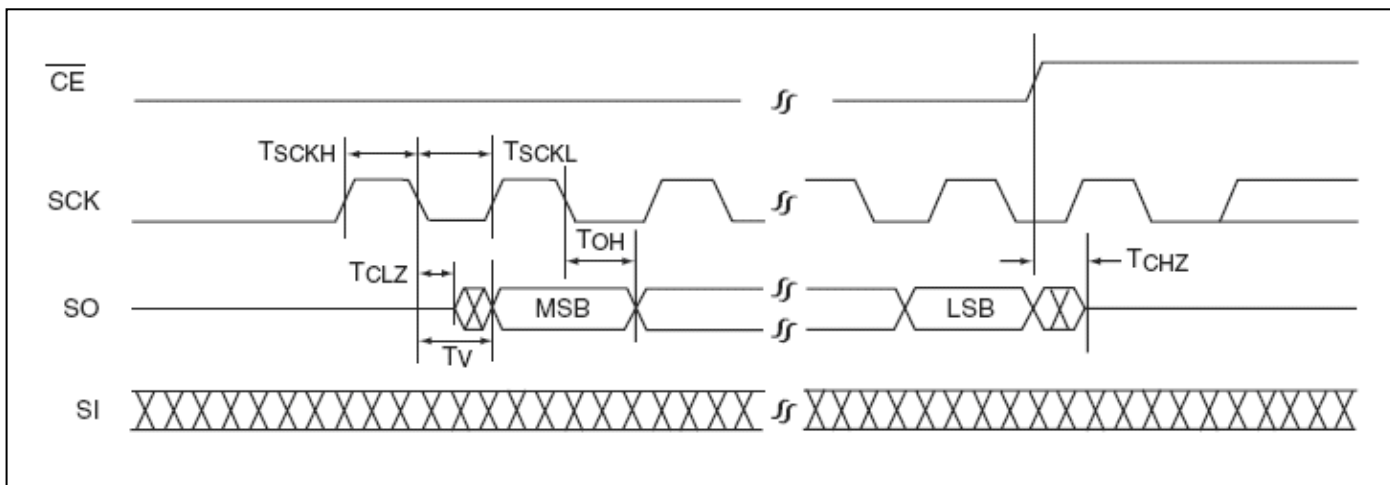 CE
TSCKH
TSCKL
SCK
TOH
TCLZ
TCHZ
SO
MSB
LSB
TV
SI